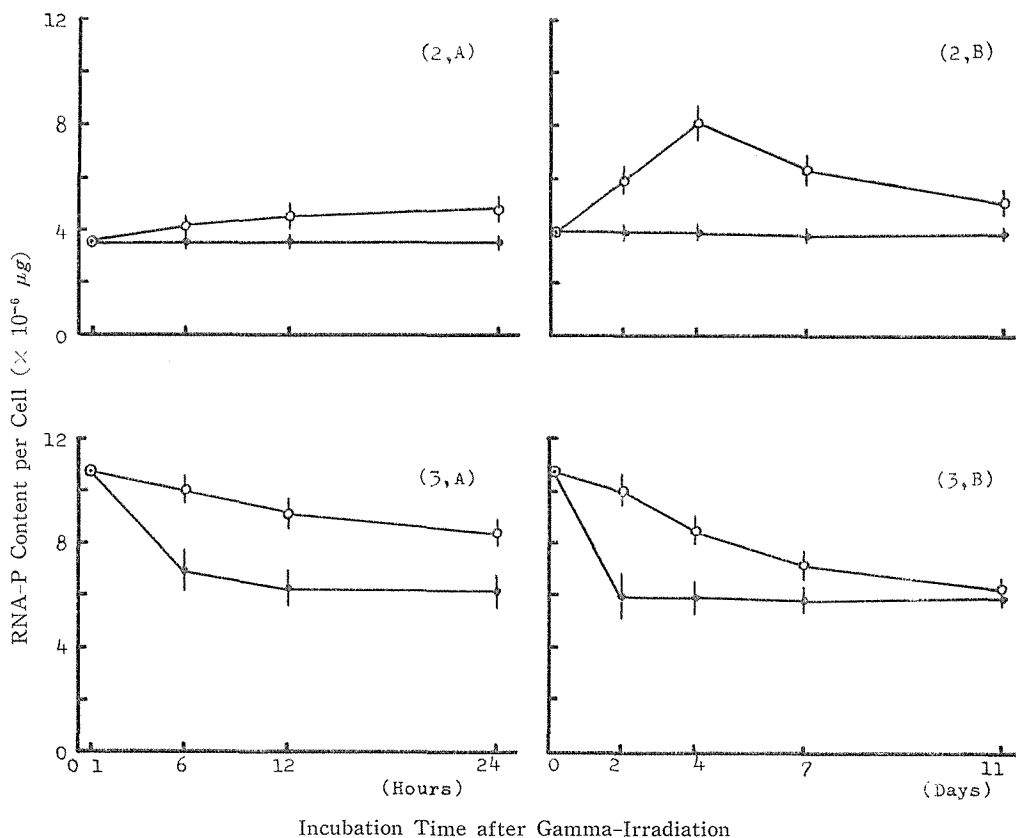 12
8
4
0
(2,A)
(2,B)
RNA-P Content per Cell (× 10⁻⁶ µg)
12
8
4
0
(3,A)
(3,B)
0 1 6 12 24
(Hours)
0 2 4 7 11
(Days)
Incubation Time after Gamma-Irradiation